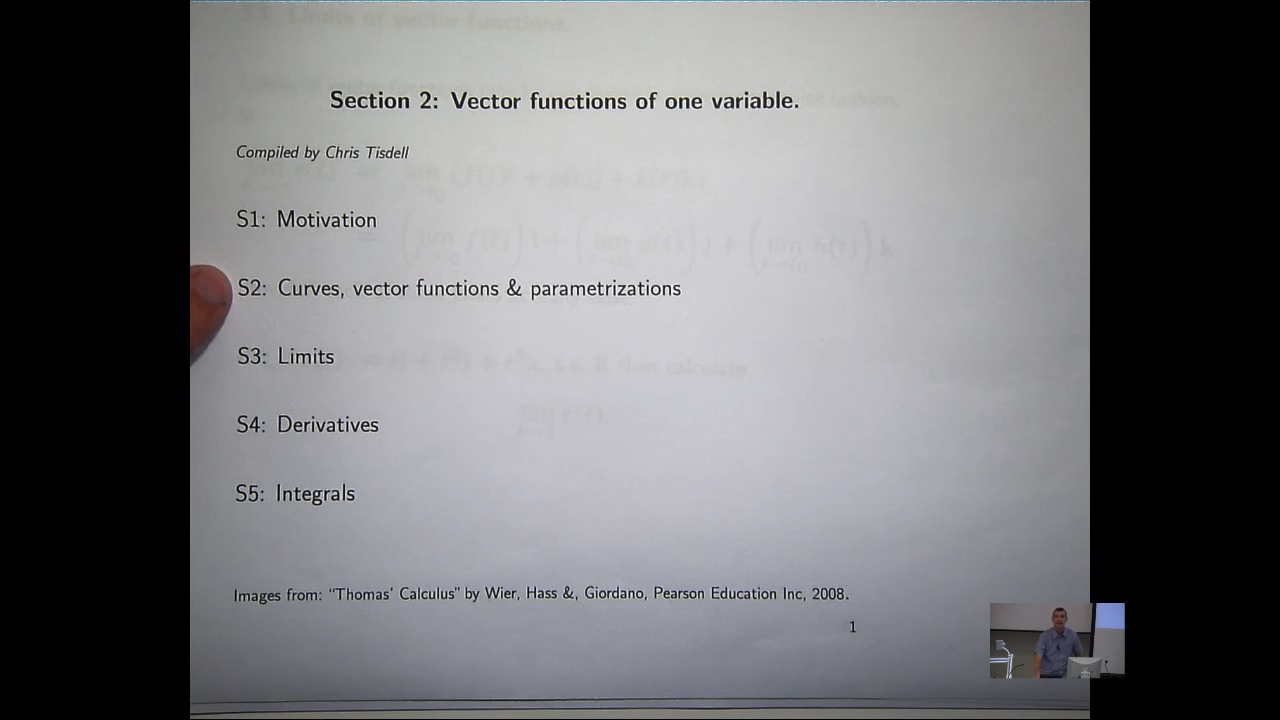 Section 2: Vector functions of one variable.
Compiled by Chris Tisdell
S1: Motivation
S2: Curves, vector functions & parametrizations
S3: Limits
S4: Derivatives
S5: Integrals
Images from: “Thomas’ Calculus” by Wier, Hass &, Giordano, Pearson Education Inc, 2008.
1